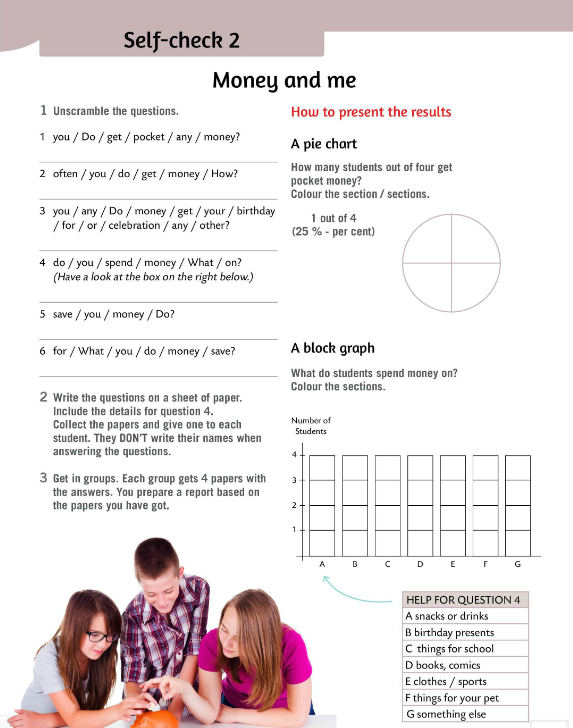 Self-check 2
Money and me
1 Unscramble the questions.
1 you / Do / get / pocket / any / money?
2 often / you / do / get / money / How?
3 you / any / Do / money / get / your / birthday
/ for / or / celebration / any / other?
4 do / you / spend / money / What / on?
(Have a look at the box on the right below.)
5 save / you / money / Do?
6 for / What / you / do / money / save?
2 Write the questions on a sheet of paper.
Include the details for question 4.
Collect the papers and give one to each
student. They DON'T write their names when
answering the questions.
3 Get in groups. Each group gets 4 papers with
the answers. You prepare a report based on
the papers you have got.
How to present the results
A pie chart
How many students out of four get
pocket money?
Colour the section / sections.
1 out of 4
(25 % - per cent)
A block graph
What do students spend money on?
Colour the sections.
Number of
Students
4
3
2
1
A B C D E F G
HELP FOR QUESTION 4
A snacks or drinks
B birthday presents
C things for school
D books, comics
E clothes / sports
F things for your pet
G something else